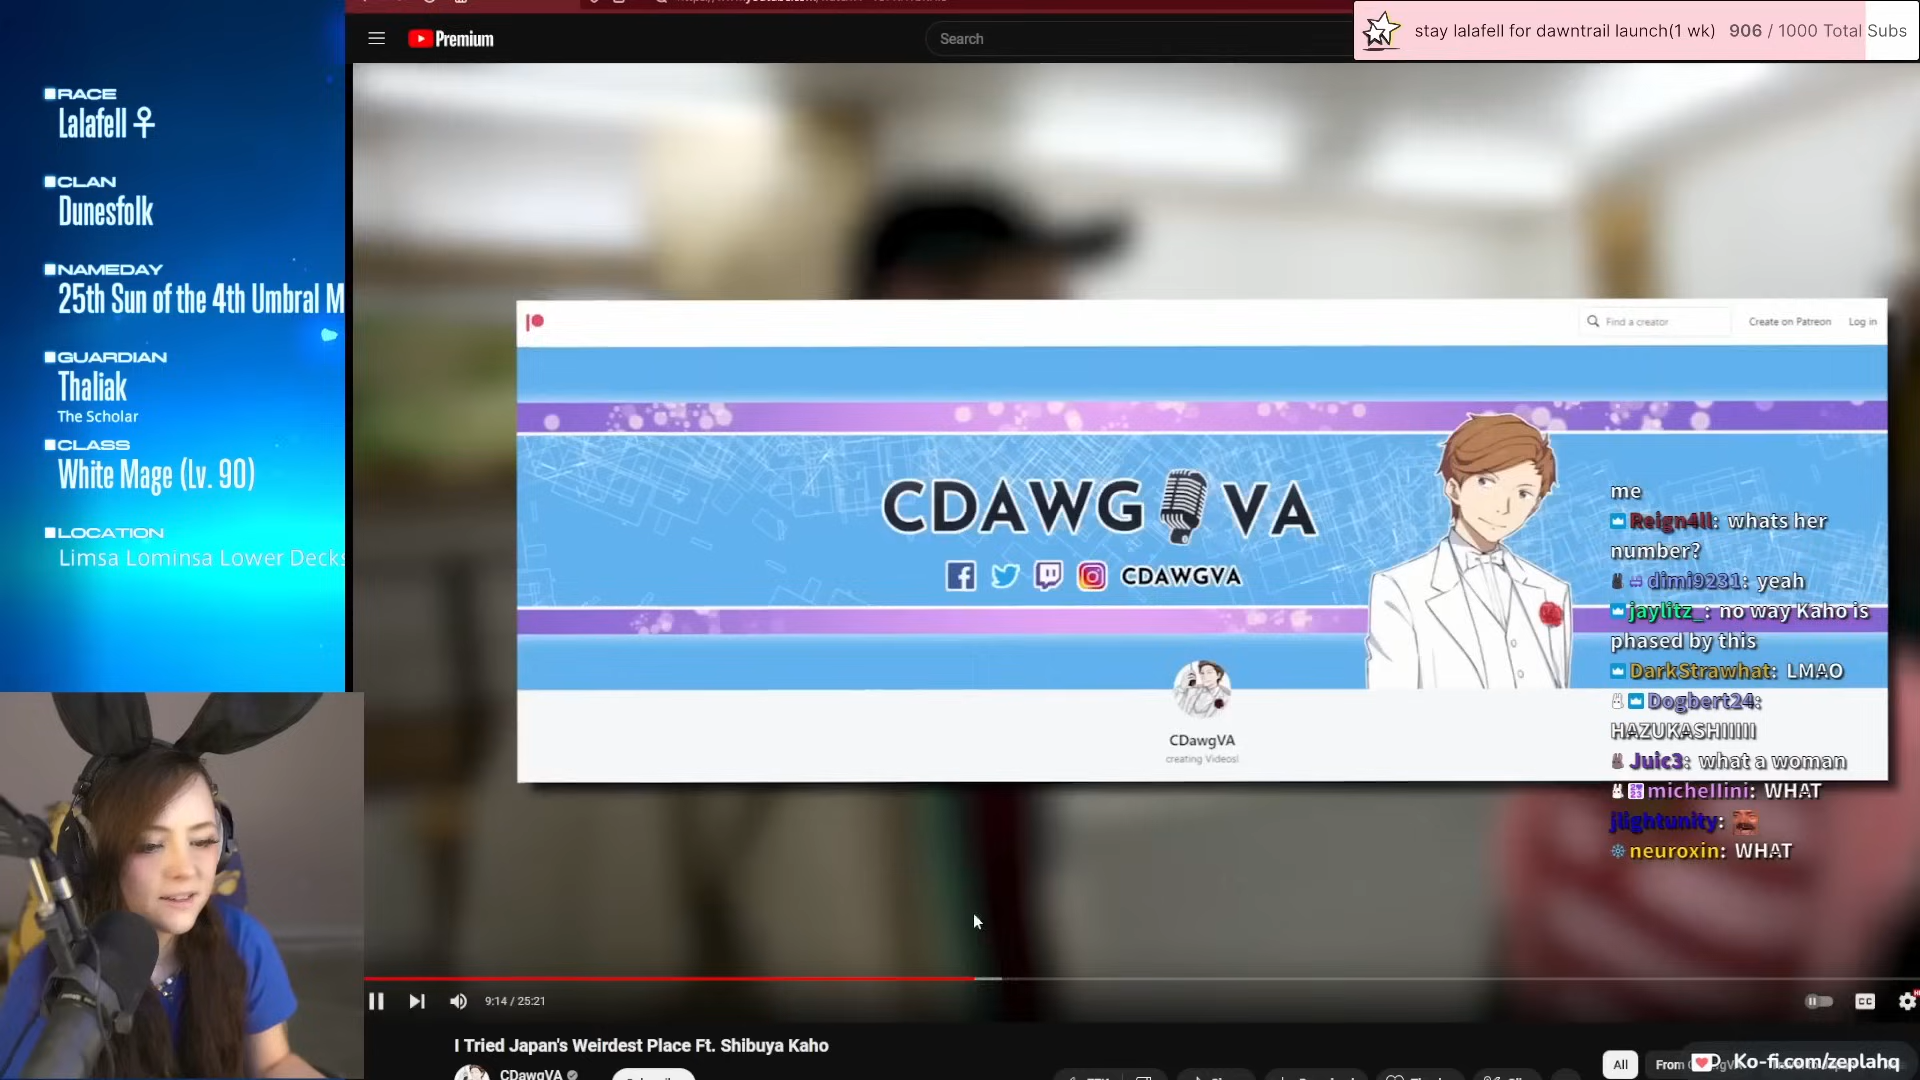 RACE
Lalafell ♀
CLAN
Dunesfolk
NAMEDAY
25th Sun of the 4th Umbral M
GUARDIAN
Thaliak
The Scholar
CLASS
White Mage (Lv. 90)
LOCATION
Limsa Lominsa Lower Decks
Premium
Search
stay lalafell for dawntrail launch(1 wk) 906 / 1000 Total Subs
Find a creator
Create on Patreon
Log in
CDAWG VA
CDAWGVA
CDawgVA
creating Videos!
me
Reign4ll: whats her
number?
dimi9231: yeah
jaylitz_: no way Kaho is
phased by this
DarkStrawhat: LMAO
Dogbert24:
HAZUKASHIIIII
Juic3: what a woman
michellini: WHAT
jlightunity:
neuroxin: WHAT
9:14 / 25:21
CC
I Tried Japan's Weirdest Place Ft. Shibuya Kaho
CDawgVA
All
From
Ko-fi.com/zeplahq